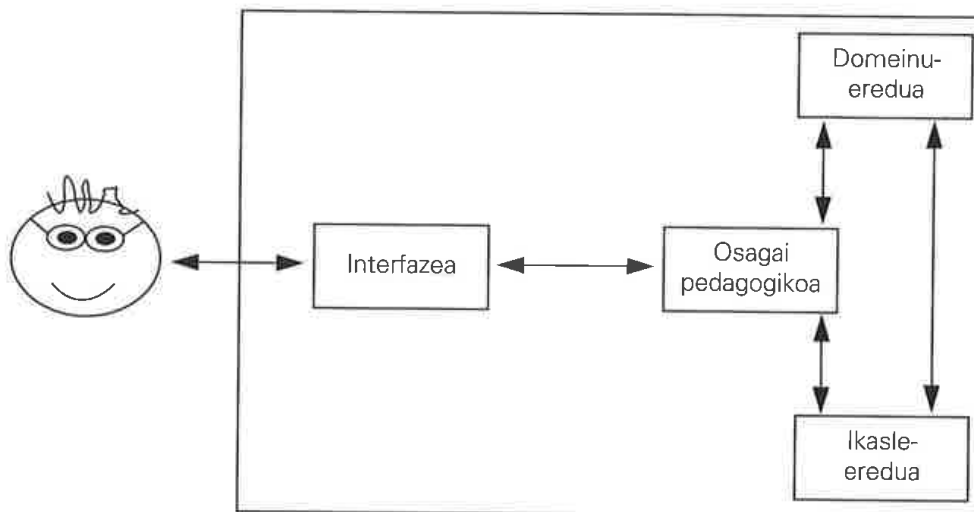 Domeinu-
eredua
Interfazea
Osagai
pedagogikoa
Ikasle-
eredua